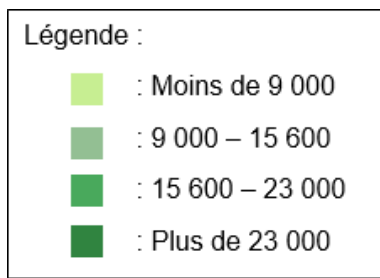 Légende :
: Moins de 9 000
: 9 000 – 15 600
: 15 600 – 23 000
: Plus de 23 000